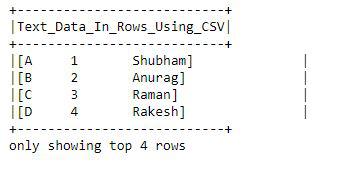 +---------------------------+
|Text_Data_In_Rows_Using_CSV|
+---------------------------+
|[A     1       Shubham]              |
|[B     2       Anurag]               |
|[C     3       Raman]                |
|[D     4       Rakesh]               |
+---------------------------+
only showing top 4 rows